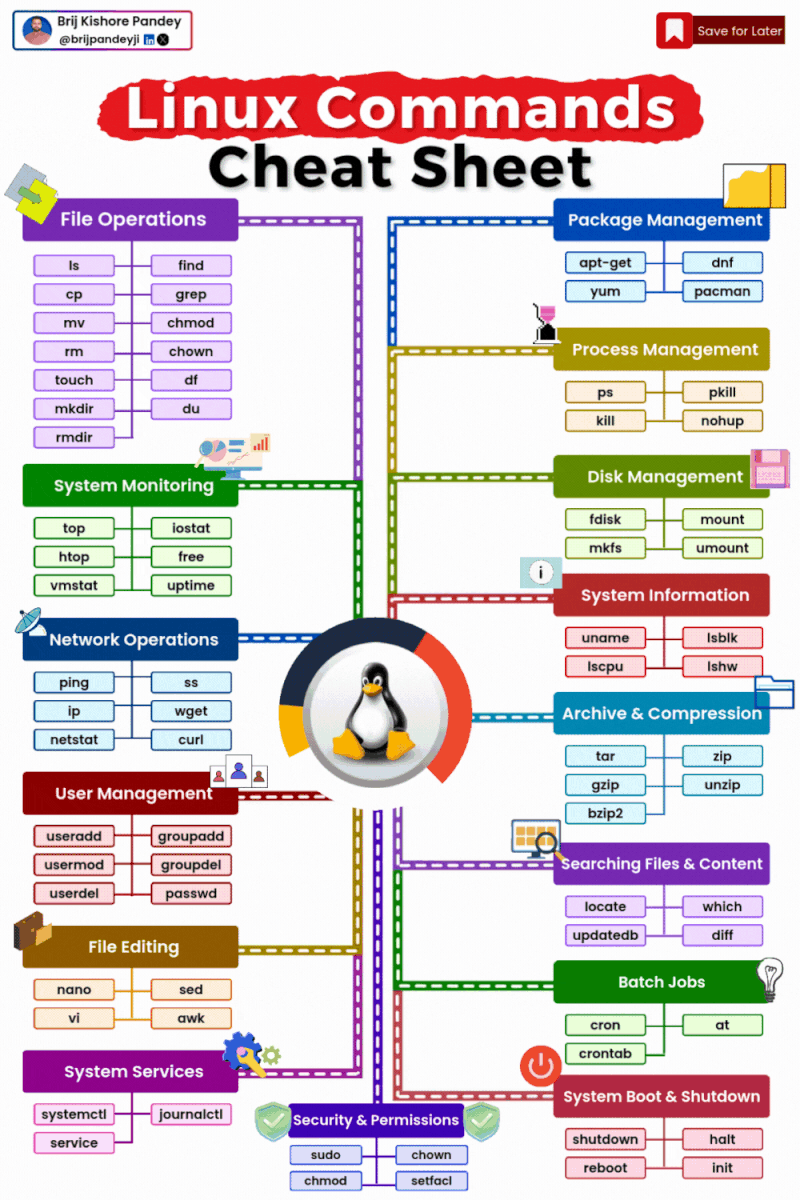 Brij Kishore Pandey
@brijpandeyji in X
Save for Later
Linux Commands
Cheat Sheet
File Operations
ls find
cp grep
mv chmod
rm chown
touch df
mkdir du
rmdir
System Monitoring
top iostat
htop free
vmstat uptime
Network Operations
ping ss
ip wget
netstat curl
User Management
useradd groupadd
usermod groupdel
userdel passwd
File Editing
nano sed
vi awk
System Services
systemctl journalctl
service
Security & Permissions
sudo chown
chmod setfacl
Package Management
apt-get dnf
yum pacman
Process Management
ps pkill
kill nohup
Disk Management
fdisk mount
mkfs umount
i
System Information
uname lsblk
lscpu lshw
Archive & Compression
tar zip
gzip unzip
bzip2
Searching Files & Content
locate which
updatedb diff
Batch Jobs
cron at
crontab
System Boot & Shutdown
shutdown halt
reboot init